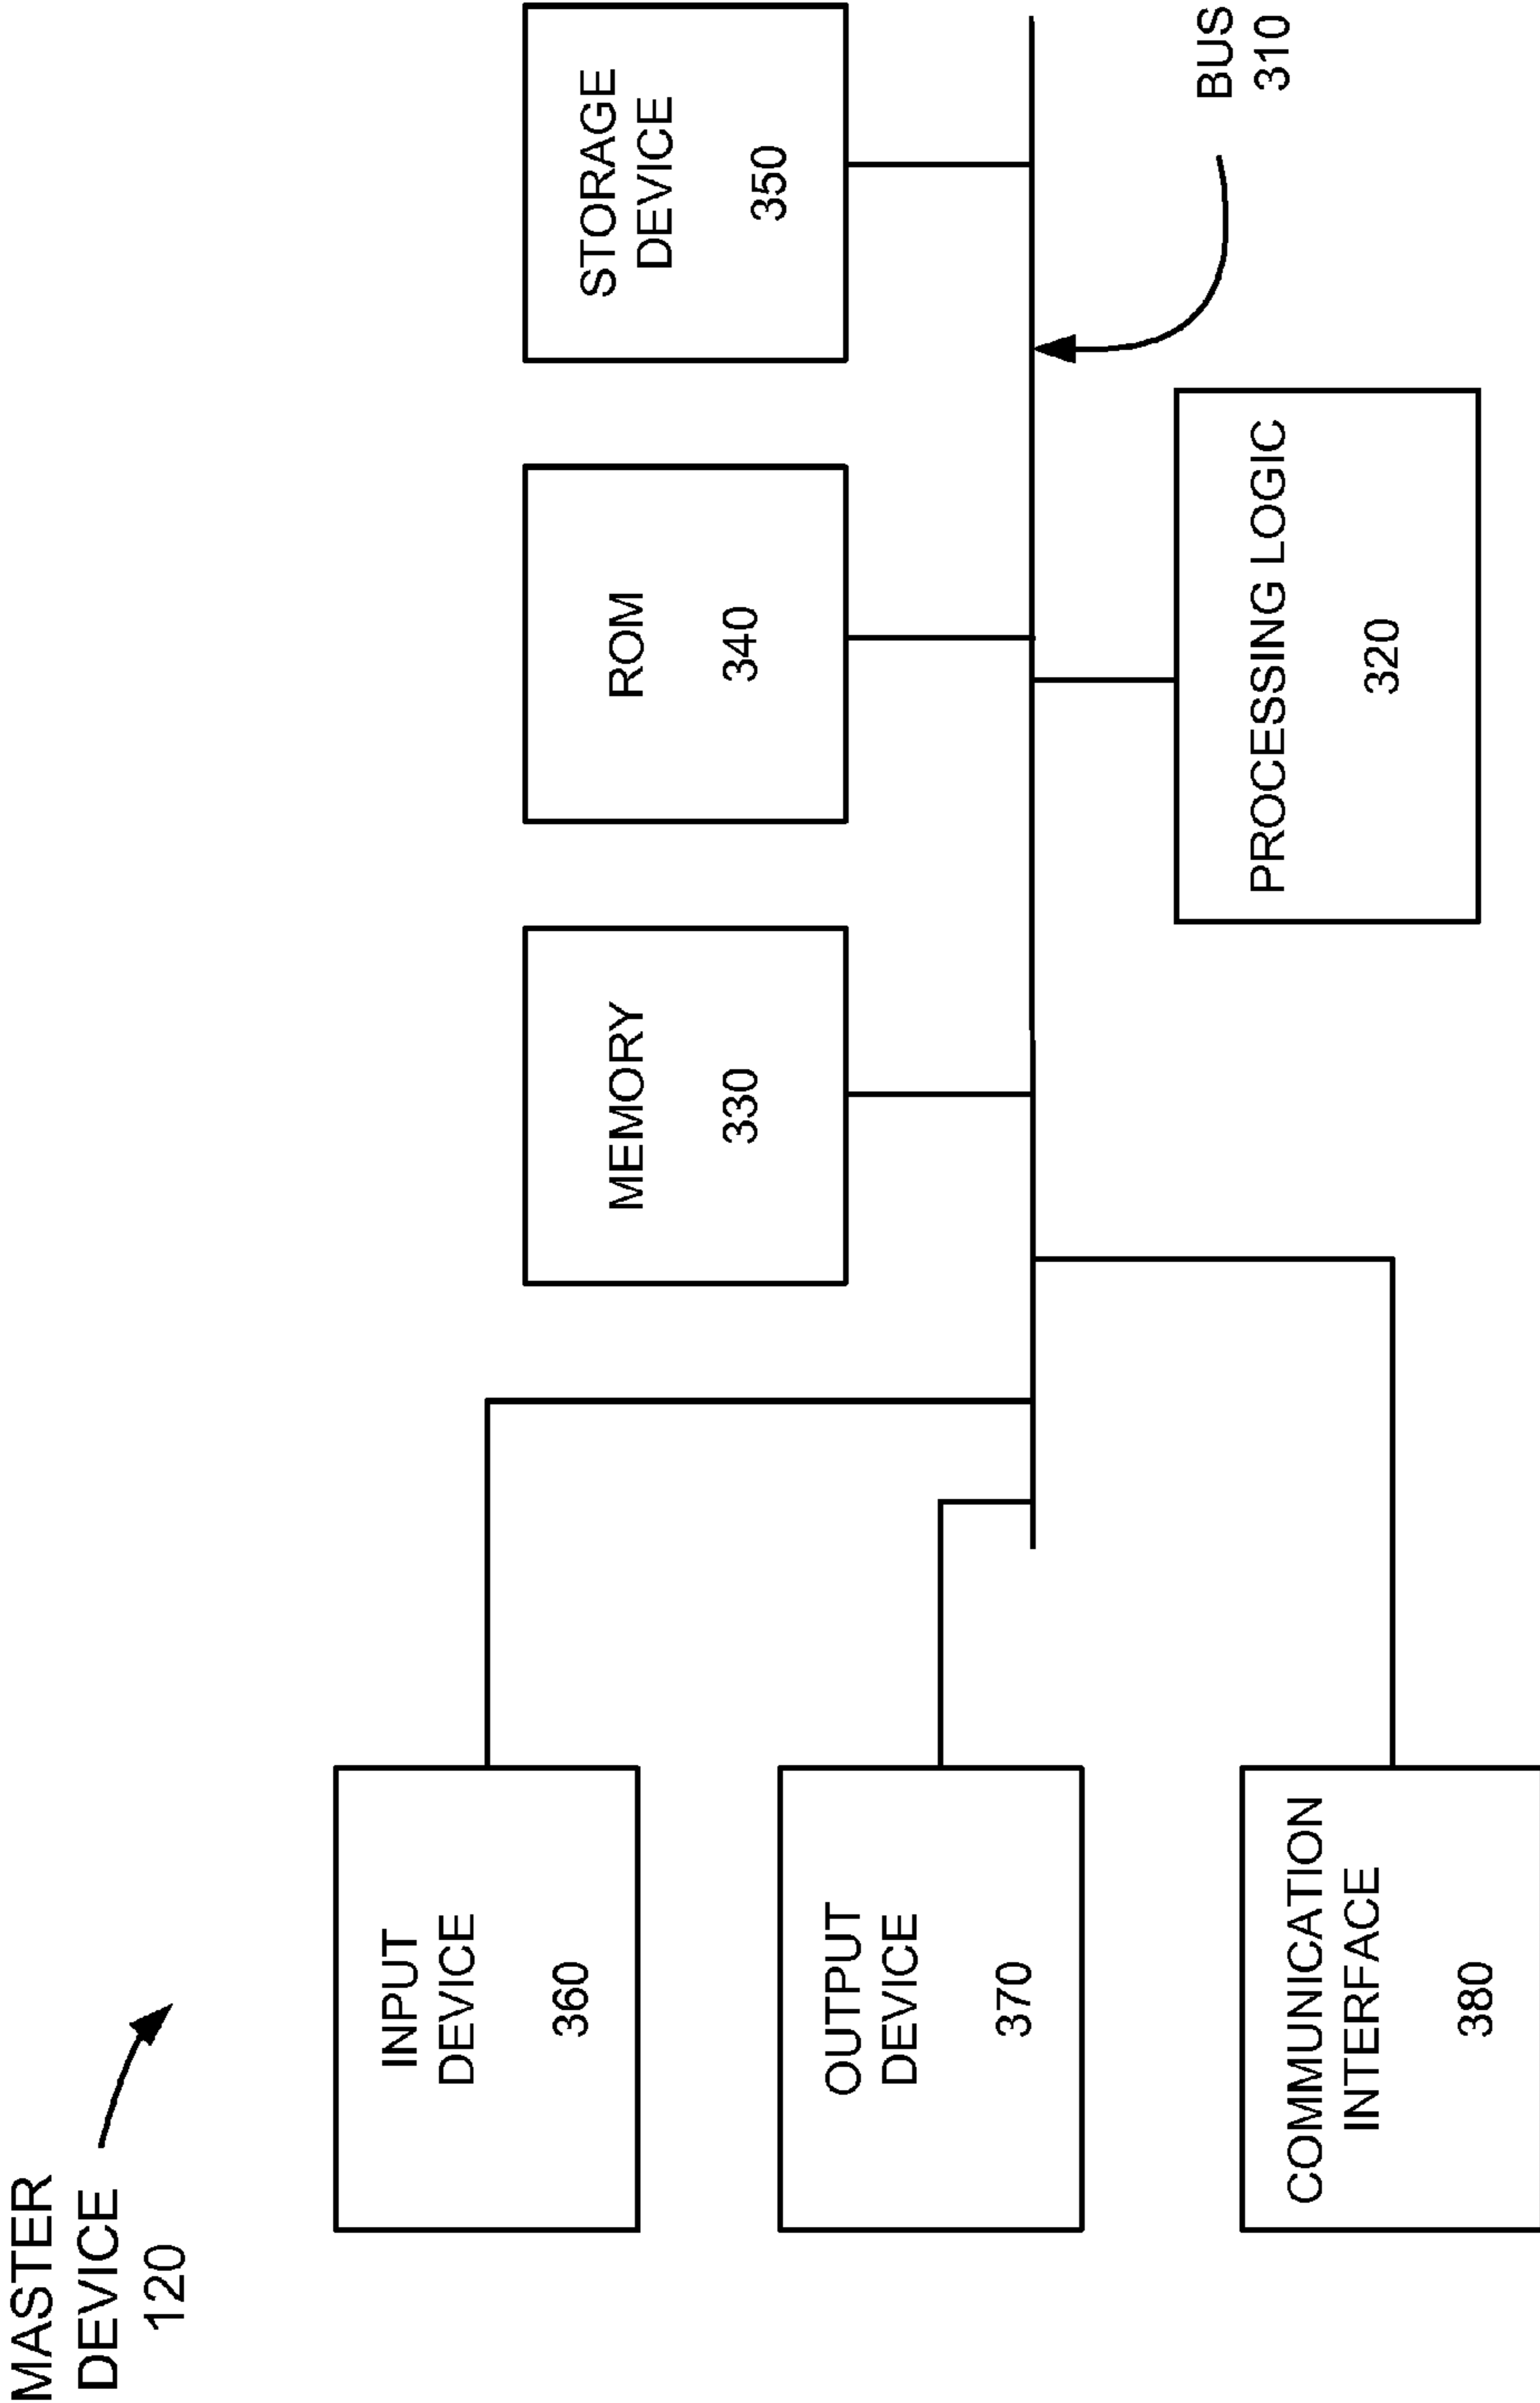 MASTER
DEVICE
120
INPUT
DEVICE
360
OUTPUT
DEVICE
370
COMMUNICATION
INTERFACE
380
MEMORY
330
ROM
340
STORAGE
DEVICE
350
PROCESSING LOGIC
320
BUS
310